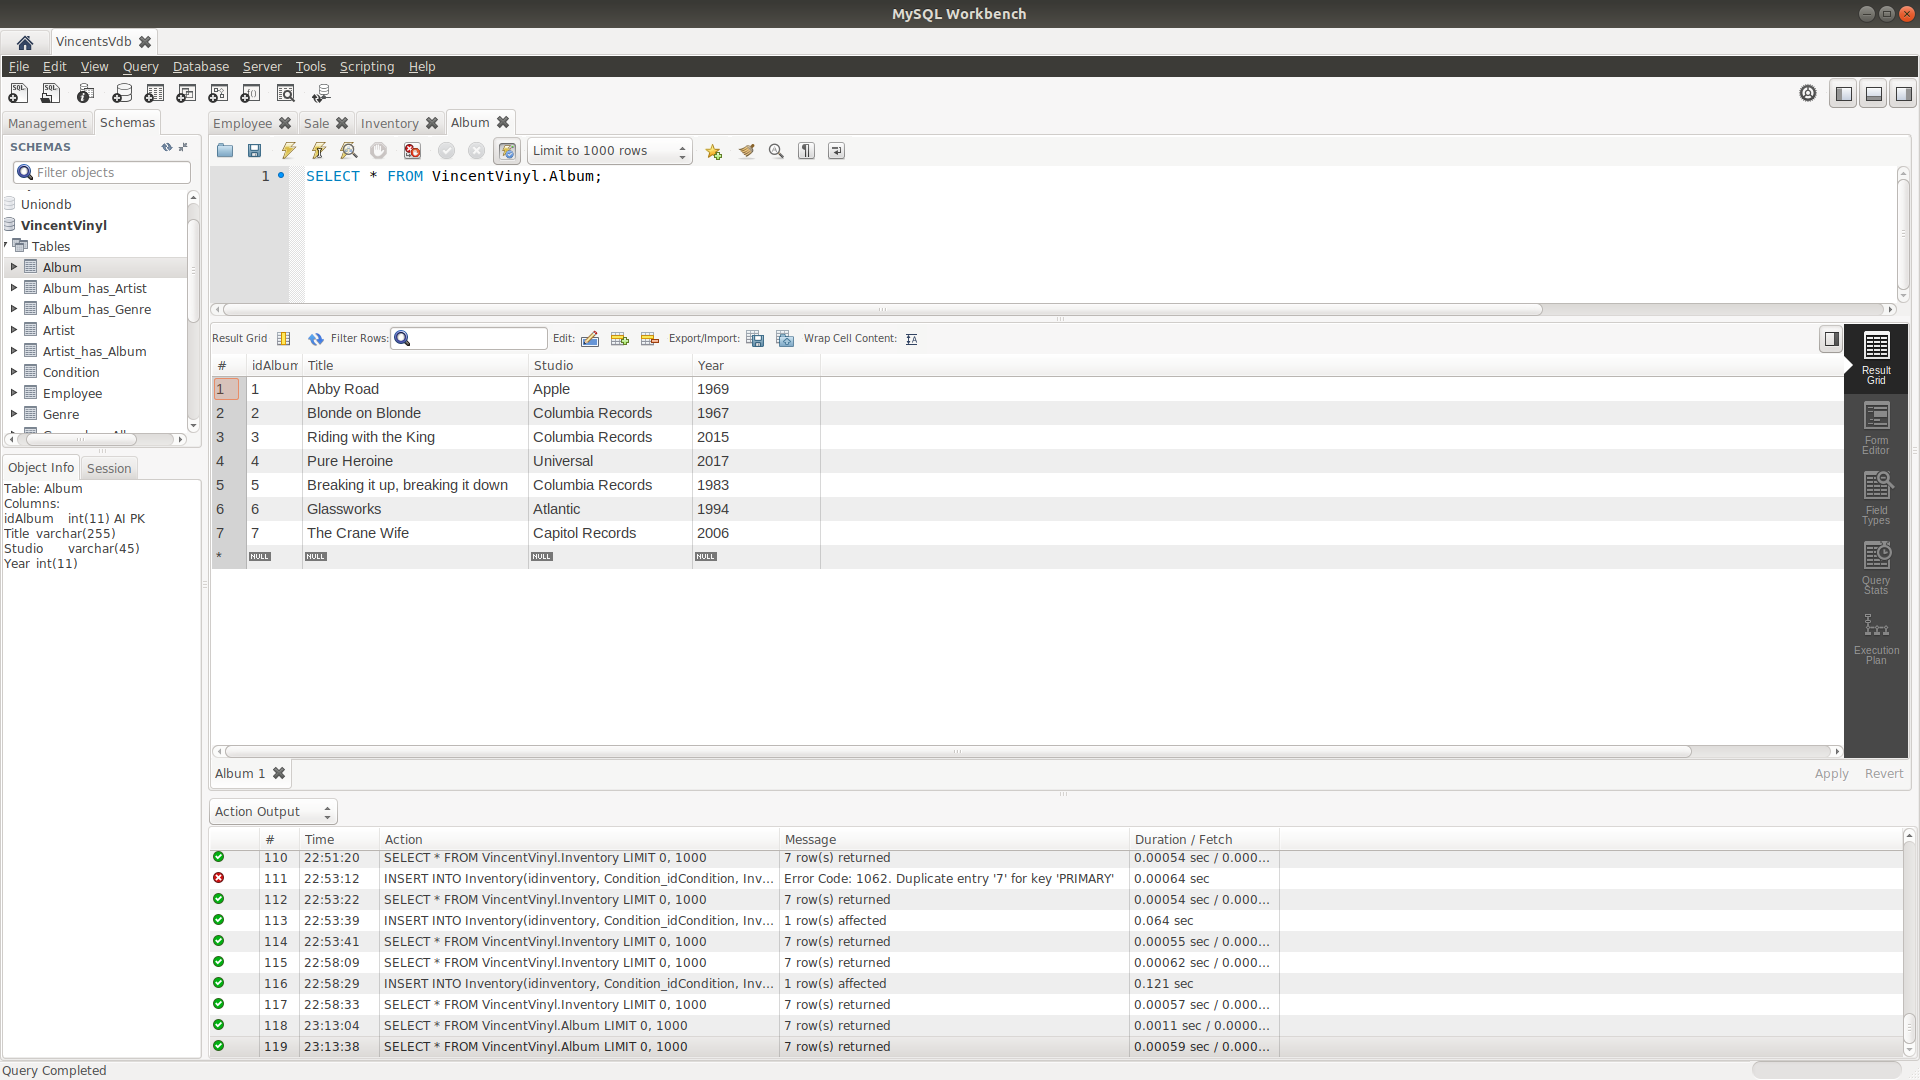 MySQL Workbench
VincentsVdb
File Edit View Query Database Server Tools Scripting Help
Management Schemas
Employee Sale Inventory Album
SCHEMAS
Filter objects
Uniondb
VincentVinyl
Tables
Album
Album_has_Artist
Album_has_Genre
Artist
Artist_has_Album
Condition
Employee
Genre
Limit to 1000 rows
1 SELECT * FROM VincentVinyl.Album;
Result Grid Filter Rows: Edit: Export/Import: Wrap Cell Content:
# idAlbum Title Studio Year
1 1 Abby Road Apple 1969
2 2 Blonde on Blonde Columbia Records 1967
3 3 Riding with the King Columbia Records 2015
4 4 Pure Heroine Universal 2017
5 5 Breaking it up, breaking it down Columbia Records 1983
6 6 Glassworks Atlantic 1994
7 7 The Crane Wife Capitol Records 2006
* NULL NULL NULL NULL
Result
Grid
Form
Editor
Field
Types
Query
Stats
Execution
Plan
Object Info Session
Table: Album
Columns:
idAlbum int(11) AI PK
Title varchar(255)
Studio varchar(45)
Year int(11)
Album 1
Apply Revert
Action Output
# Time Action Message Duration / Fetch
110 22:51:20 SELECT * FROM VincentVinyl.Inventory LIMIT 0, 1000 7 row(s) returned 0.00054 sec / 0.000...
111 22:53:12 INSERT INTO Inventory(idinventory, Condition_idCondition, Inv... Error Code: 1062. Duplicate entry '7' for key 'PRIMARY' 0.00064 sec
112 22:53:22 SELECT * FROM VincentVinyl.Inventory LIMIT 0, 1000 7 row(s) returned 0.00054 sec / 0.000...
113 22:53:39 INSERT INTO Inventory(idinventory, Condition_idCondition, Inv... 1 row(s) affected 0.064 sec
114 22:53:41 SELECT * FROM VincentVinyl.Inventory LIMIT 0, 1000 7 row(s) returned 0.00055 sec / 0.000...
115 22:58:09 SELECT * FROM VincentVinyl.Inventory LIMIT 0, 1000 7 row(s) returned 0.00062 sec / 0.000...
116 22:58:29 INSERT INTO Inventory(idinventory, Condition_idCondition, Inv... 1 row(s) affected 0.121 sec
117 22:58:33 SELECT * FROM VincentVinyl.Inventory LIMIT 0, 1000 7 row(s) returned 0.00057 sec / 0.000...
118 23:13:04 SELECT * FROM VincentVinyl.Album LIMIT 0, 1000 7 row(s) returned 0.0011 sec / 0.0000...
119 23:13:38 SELECT * FROM VincentVinyl.Album LIMIT 0, 1000 7 row(s) returned 0.00059 sec / 0.000...
Query Completed